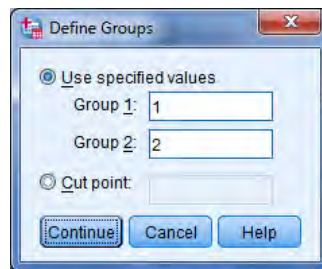 Define Groups
Use specified values
Group 1: 1
Group 2: 2
Cut point:
Continue Cancel Help